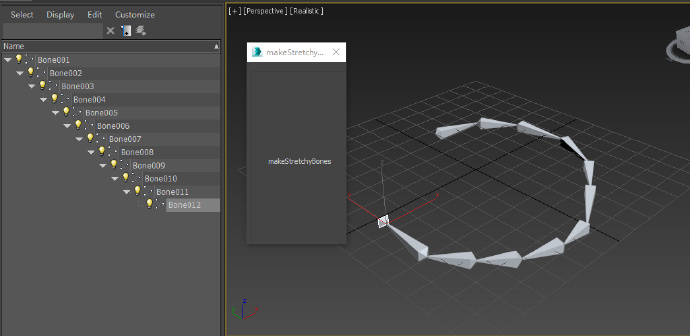 Select Display Edit Customize
Name
Bone001
Bone002
Bone003
Bone004
Bone005
Bone006
Bone007
Bone008
Bone009
Bone010
Bone011
Bone012
[+] [Perspective] [Realistic]
makeStretchy...
makeStretchyBones